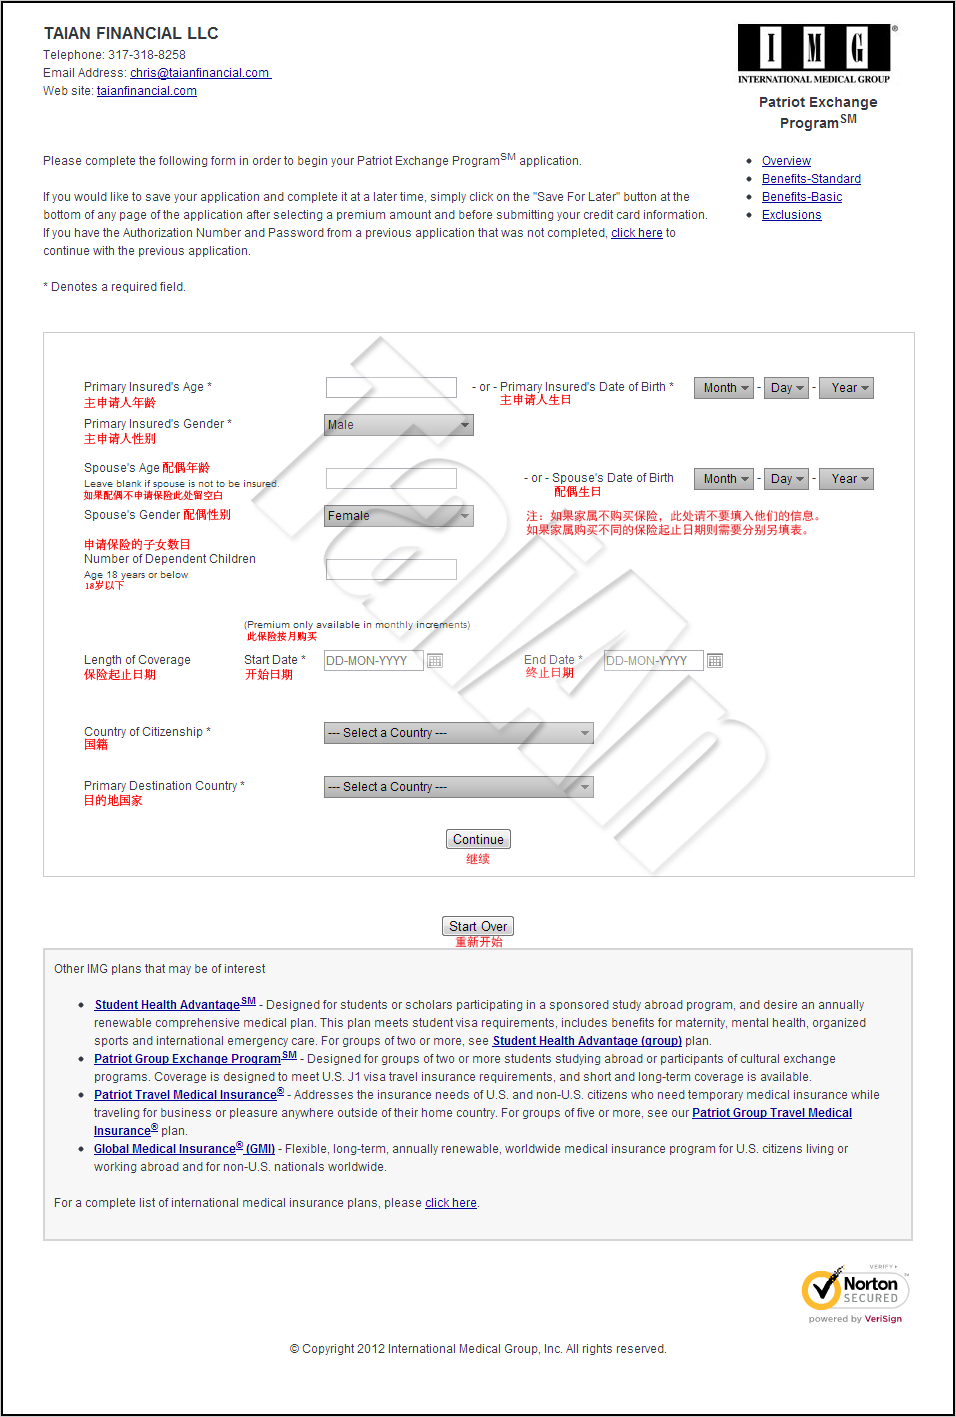 TAIAN FINANCIAL LLC
Telephone: 317-318-8258
Email Address: chris@taianfinancial.com
Web site: taianfinancial.com
I M G ®
INTERNATIONAL MEDICAL GROUP
Patriot Exchange
Program SM
Please complete the following form in order to begin your Patriot Exchange Program SM application.
If you would like to save your application and complete it at a later time, simply click on the "Save For Later" button at the
bottom of any page of the application after selecting a premium amount and before submitting your credit card information.
If you have the Authorization Number and Password from a previous application that was not completed, click here to
continue with the previous application.
* Denotes a required field.
• Overview
• Benefits-Standard
• Benefits-Basic
• Exclusions
Primary Insured's Age * - or - Primary Insured's Date of Birth * Month - Day - Year
主申请人年龄 主申请人生日
Primary Insured's Gender * Male
主申请人性别
Spouse's Age 配偶年龄
Leave blank if spouse is not to be insured. - or - Spouse's Date of Birth Month - Day - Year
如果配偶不申请保险此处留空白 配偶生日
Spouse's Gender 配偶性别 Female
注：如果家属不购买保险，此处请不要填入他们的信息。
如果家属购买不同的保险起止日期则需要分别另填表。
申请保险的子女数目
Number of Dependent Children
Age 18 years or below
18岁以下
(Premium only available in monthly increments)
此保险按月购买
Length of Coverage Start Date * DD-MON-YYYY End Date * DD-MON-YYYY
保险起止日期 开始日期 终止日期
Country of Citizenship * --- Select a Country ---
国籍
Primary Destination Country * --- Select a Country ---
目的地国家
Continue
继续
TaiAn
Start Over
重新开始
Other IMG plans that may be of interest
• Student Health Advantage SM - Designed for students or scholars participating in a sponsored study abroad program, and desire an annually
renewable comprehensive medical plan. This plan meets student visa requirements, includes benefits for maternity, mental health, organized
sports and international emergency care. For groups of two or more, see Student Health Advantage (group) plan.
• Patriot Group Exchange Program SM - Designed for groups of two or more students studying abroad or participants of cultural exchange
programs. Coverage is designed to meet U.S. J1 visa travel insurance requirements, and short and long-term coverage is available.
• Patriot Travel Medical Insurance® - Addresses the insurance needs of U.S. and non-U.S. citizens who need temporary medical insurance while
traveling for business or pleasure anywhere outside of their home country. For groups of five or more, see our Patriot Group Travel Medical
Insurance® plan.
• Global Medical Insurance® (GMI) - Flexible, long-term, annually renewable, worldwide medical insurance program for U.S. citizens living or
working abroad and for non-U.S. nationals worldwide.
For a complete list of international medical insurance plans, please click here.
VERIFY
Norton
SECURED
powered by VeriSign
© Copyright 2012 International Medical Group, Inc. All rights reserved.